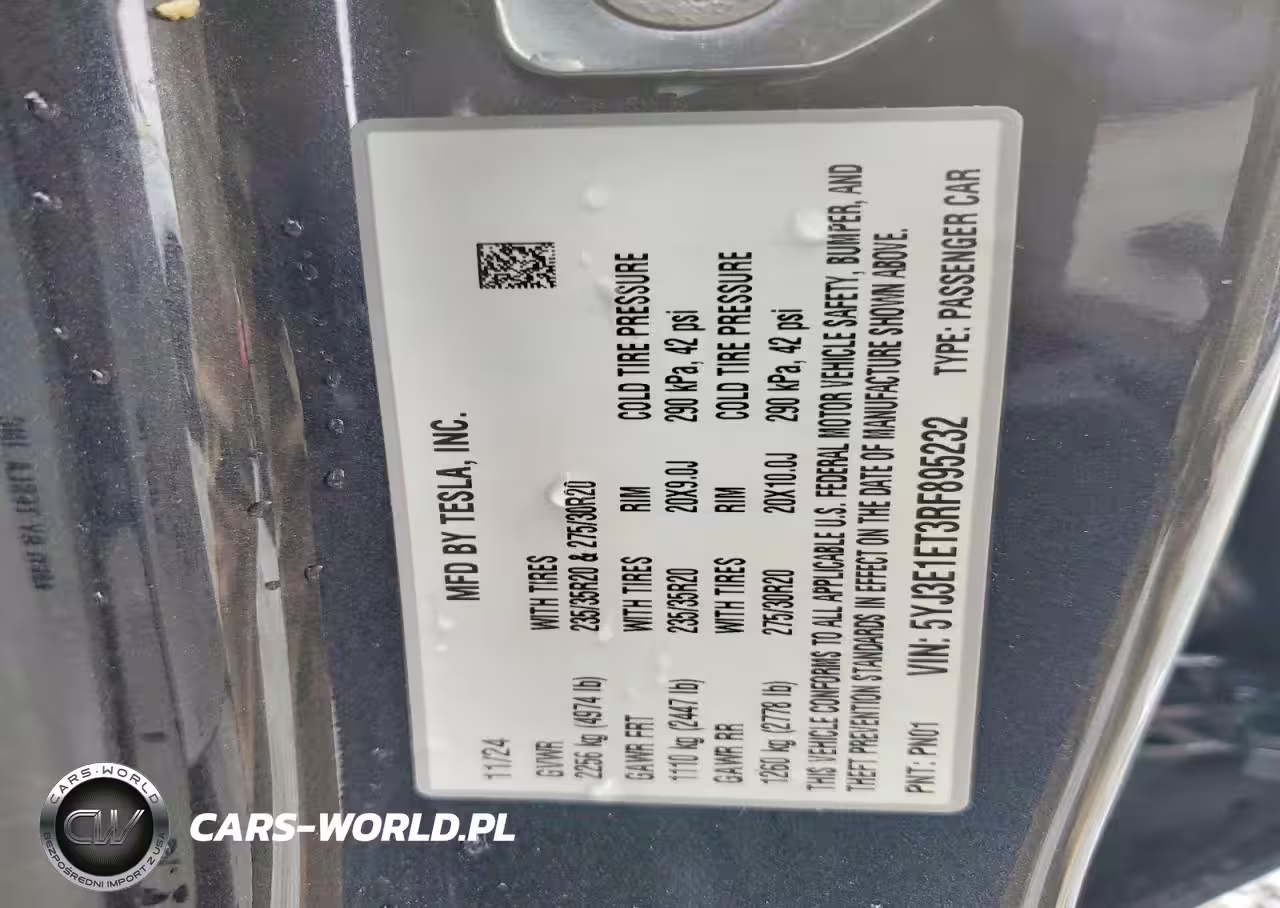 MFD BY TESLA, INC.
11/24
GVWR WITH TIRES
2256 kg (4974 lb) 235/35R20 & 275/30R20
GAWR FRT WITH TIRES RIM COLD TIRE PRESSURE
1110 kg (2447 lb) 235/35R20 20X9.0J 290 kPa, 42 psi
GAWR RR WITH TIRES RIM COLD TIRE PRESSURE
1260 kg (2778 lb) 275/30R20 20X10.0J 290 kPa, 42 psi
THIS VEHICLE CONFORMS TO ALL APPLICABLE U.S. FEDERAL MOTOR VEHICLE SAFETY, BUMPER, AND
THEFT PREVENTION STANDARDS IN EFFECT ON THE DATE OF MANUFACTURE SHOWN ABOVE.
PNT: PN01 VIN: 5YJ3E1ET3RF895232 TYPE: PASSENGER CAR
CARS-WORLD
CW
BEZPOŚREDNI IMPORT Z USA
CARS-WORLD.PL